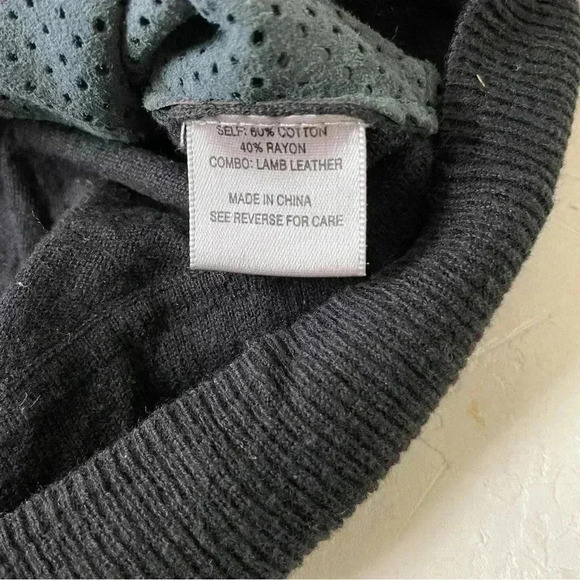 SELF: 60% COTTON
40% RAYON
COMBO: LAMB LEATHER
MADE IN CHINA
SEE REVERSE FOR CARE